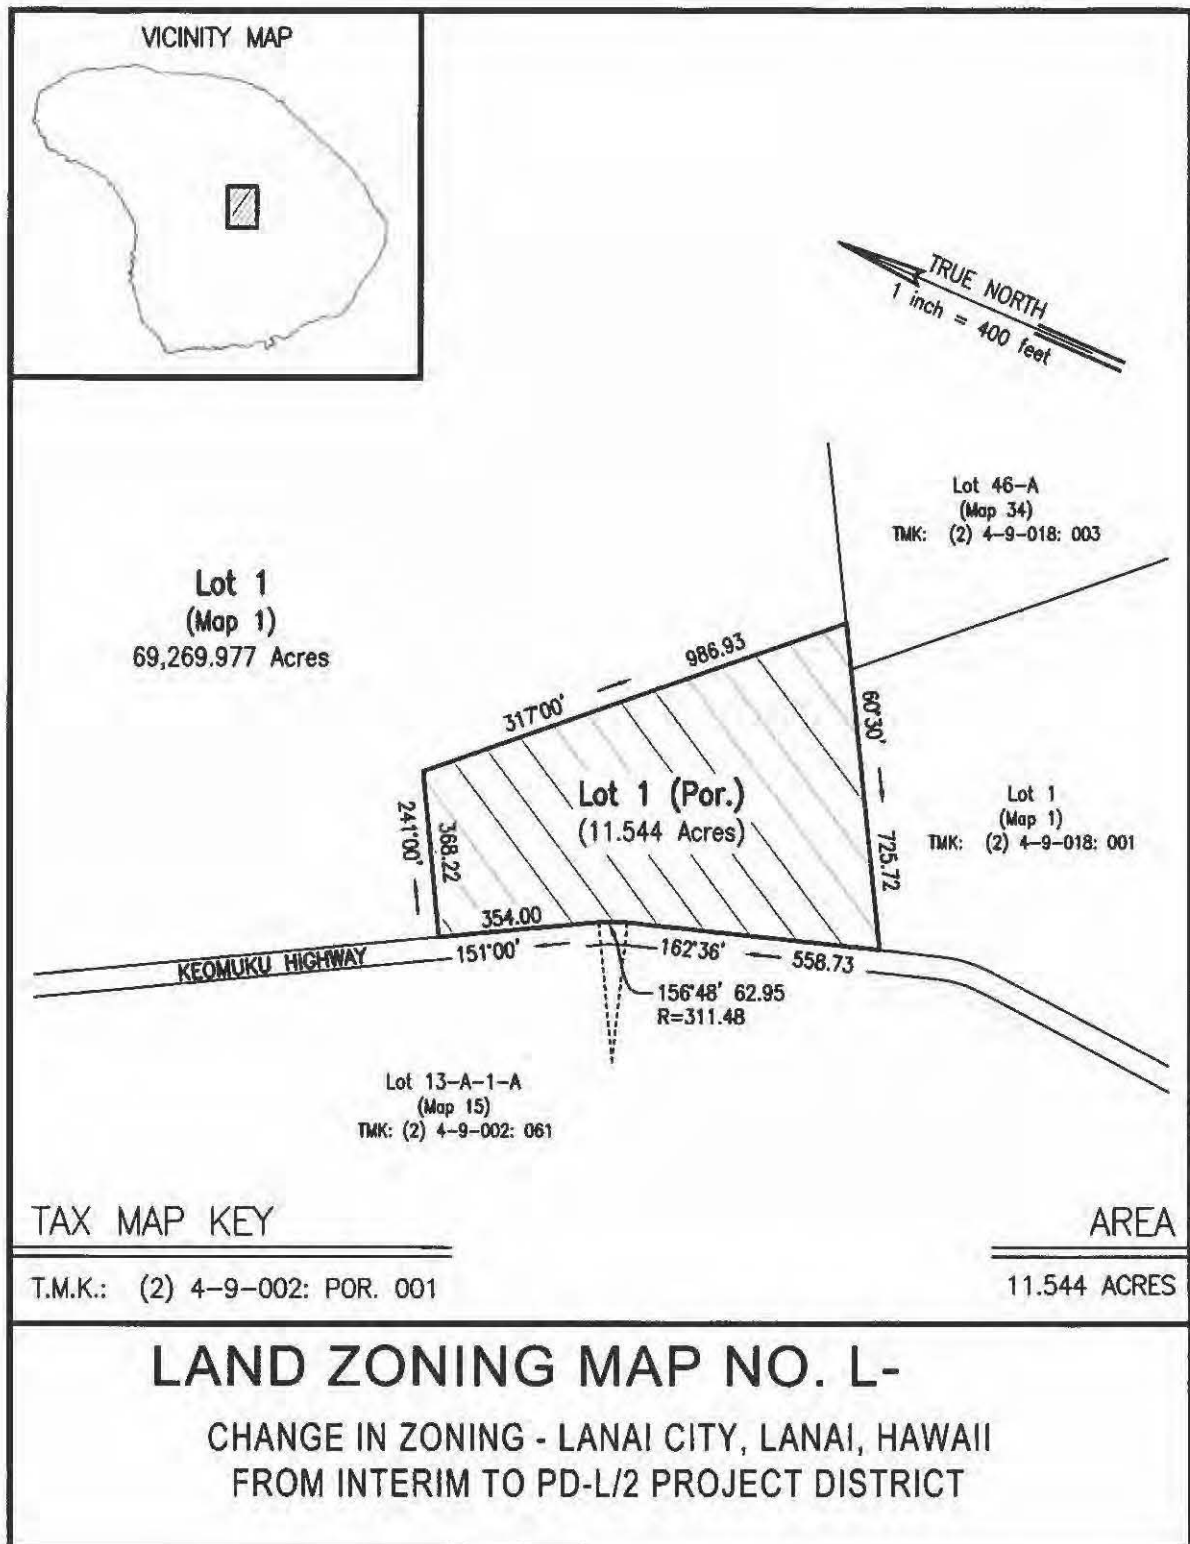 VICINITY MAP
TRUE NORTH
1 inch = 400 feet
Lot 46-A
(Map 34)
TMK: (2) 4-9-018: 003
Lot 1
(Map 1)
69,269.977 Acres
986.93
317°00'
60°30'
725.72
Lot 1 (Por.)
(11.544 Acres)
Lot 1
(Map 1)
TMK: (2) 4-9-018: 001
241°00'
368.22
354.00
151°00'
162°36'
558.73
KEOMUKU HIGHWAY
156°48' 62.95
R=311.48
Lot 13-A-1-A
(Map 15)
TMK: (2) 4-9-002: 061
TAX MAP KEY
AREA
T.M.K.: (2) 4-9-002: POR. 001
11.544 ACRES
LAND ZONING MAP NO. L-
CHANGE IN ZONING - LANAI CITY, LANAI, HAWAII
FROM INTERIM TO PD-L/2 PROJECT DISTRICT